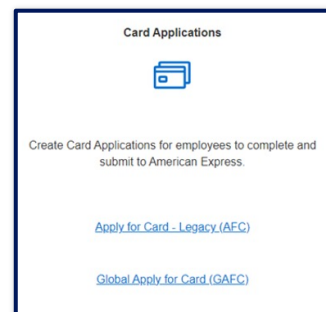 Card Applications
Create Card Applications for employees to complete and
submit to American Express.
Apply for Card - Legacy (AFC)
Global Apply for Card (GAFC)